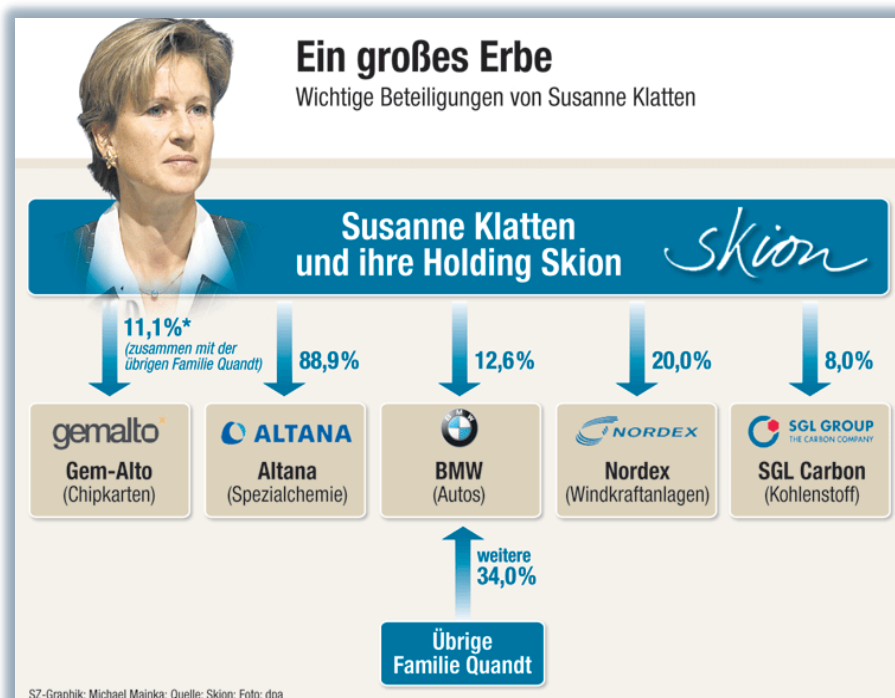 Ein großes Erbe
Wichtige Beteiligungen von Susanne Klatten
Susanne Klatten
und ihre Holding Skion
skion
11,1%*
(zusammen mit der
übrigen Familie Quandt)
88,9%
12,6%
20,0%
8,0%
gemalto
Gem-Alto
(Chipkarten)
ALTANA
Altana
(Spezialchemie)
BMW
BMW
(Autos)
NORDEX
Nordex
(Windkraftanlagen)
SGL GROUP
THE CARBON COMPANY
SGL Carbon
(Kohlenstoff)
weitere
34,0%
Übrige
Familie Quandt
SZ-Graphik: Michael Mainka; Quelle: Skion; Foto: dpa